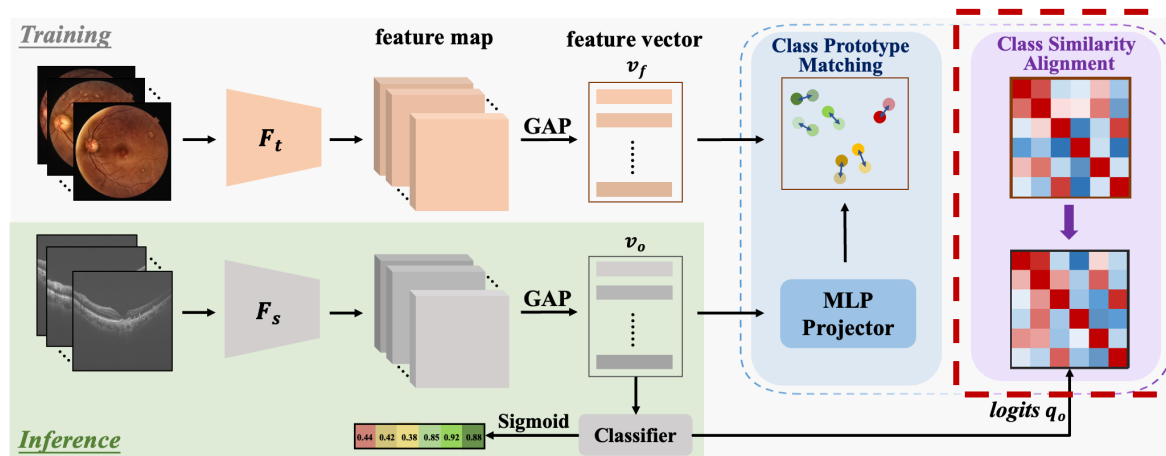 Training
feature map
feature vector
v_f
Class Prototype
Matching
Class Similarity
Alignment
F_t
GAP
v_o
F_s
GAP
MLP
Projector
logits q_o
Sigmoid
Classifier
0.44 0.42 0.38 0.85 0.92 0.88
Inference